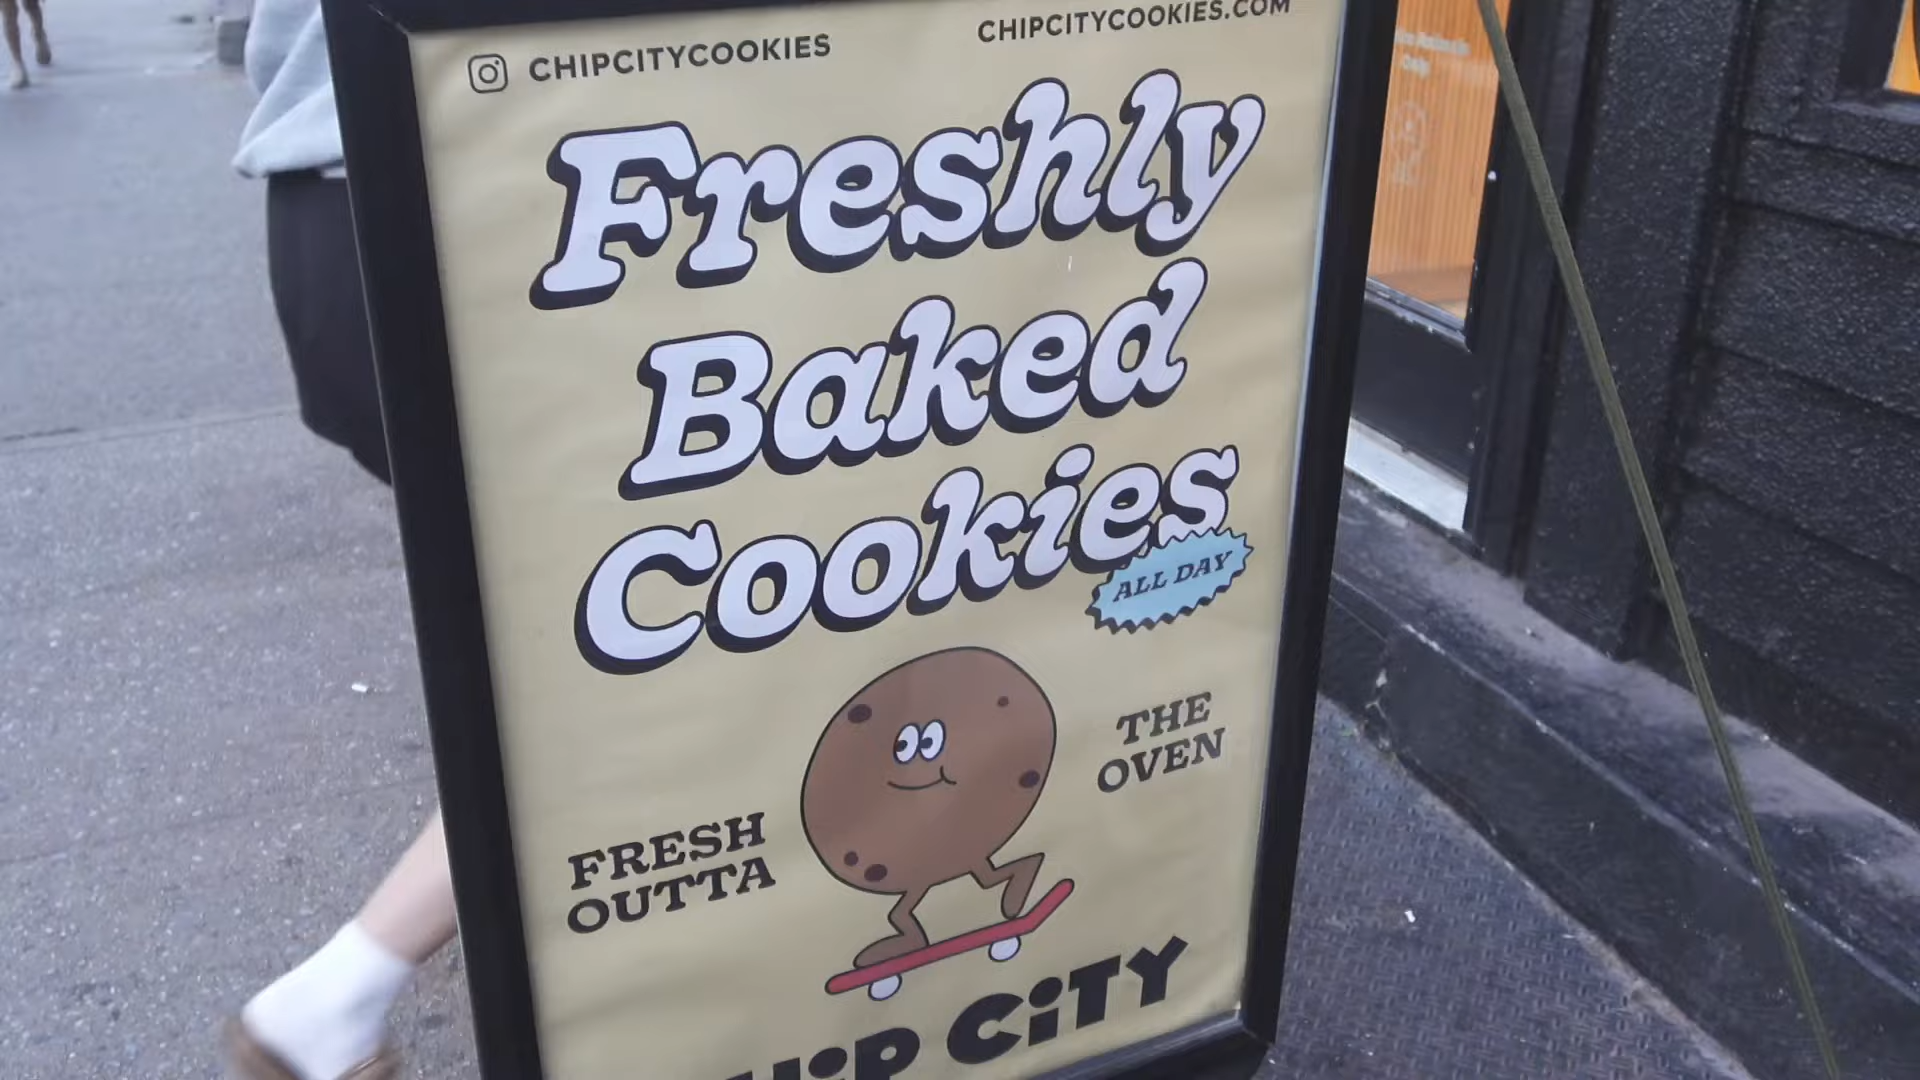 CHIPCITYCOOKIES
CHIPCITYCOOKIES.COM
Freshly
Baked
Cookies
ALL DAY
THE
OVEN
FRESH
OUTTA
CiTY